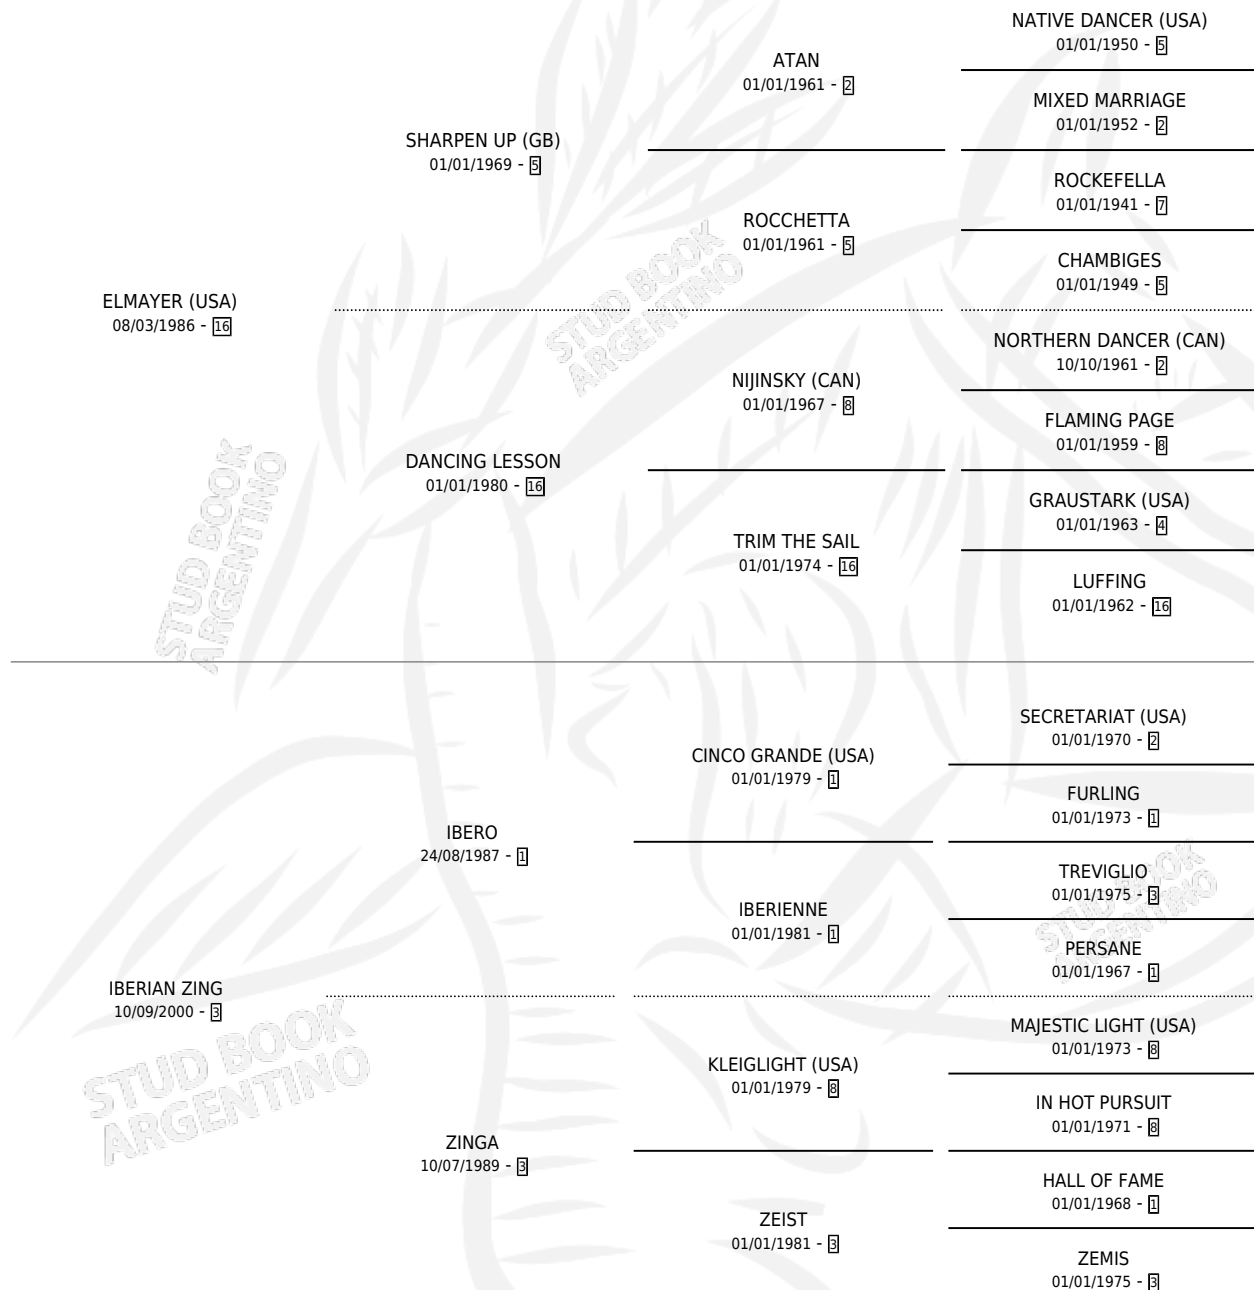 NATIVE DANCER (USA)
01/01/1950 - 5
ATAN
01/01/1961 - 2
MIXED MARRIAGE
01/01/1952 - 2
SHARPEN UP (GB)
01/01/1969 - 5
ROCKEFELLA
01/01/1941 - 7
ROCCHETTA
01/01/1961 - 5
CHAMBIGES
01/01/1949 - 5
ELMAYER (USA)
08/03/1986 - 16
NORTHERN DANCER (CAN)
10/10/1961 - 2
NIJINSKY (CAN)
01/01/1967 - 8
FLAMING PAGE
01/01/1959 - 8
DANCING LESSON
01/01/1980 - 16
GRAUSTARK (USA)
01/01/1963 - 4
TRIM THE SAIL
01/01/1974 - 16
LUFFING
01/01/1962 - 16
SECRETARIAT (USA)
01/01/1970 - 2
CINCO GRANDE (USA)
01/01/1979 - 1
FURLING
01/01/1973 - 1
IBERO
24/08/1987 - 1
TREVIGLIO
01/01/1975 - 3
IBERIENNE
01/01/1981 - 1
PERSANE
01/01/1967 - 1
IBERIAN ZING
10/09/2000 - 3
MAJESTIC LIGHT (USA)
01/01/1973 - 8
KLEIGLIGHT (USA)
01/01/1979 - 8
IN HOT PURSUIT
01/01/1971 - 8
ZINGA
10/07/1989 - 3
HALL OF FAME
01/01/1968 - 1
ZEIST
01/01/1981 - 3
ZEMIS
01/01/1975 - 3
STUD BOOK
ARGENTINO
STUD BOOK
ARGENTINO
STUD BOOK
ARGENTINO
STUD BOOK
ARGENTINO